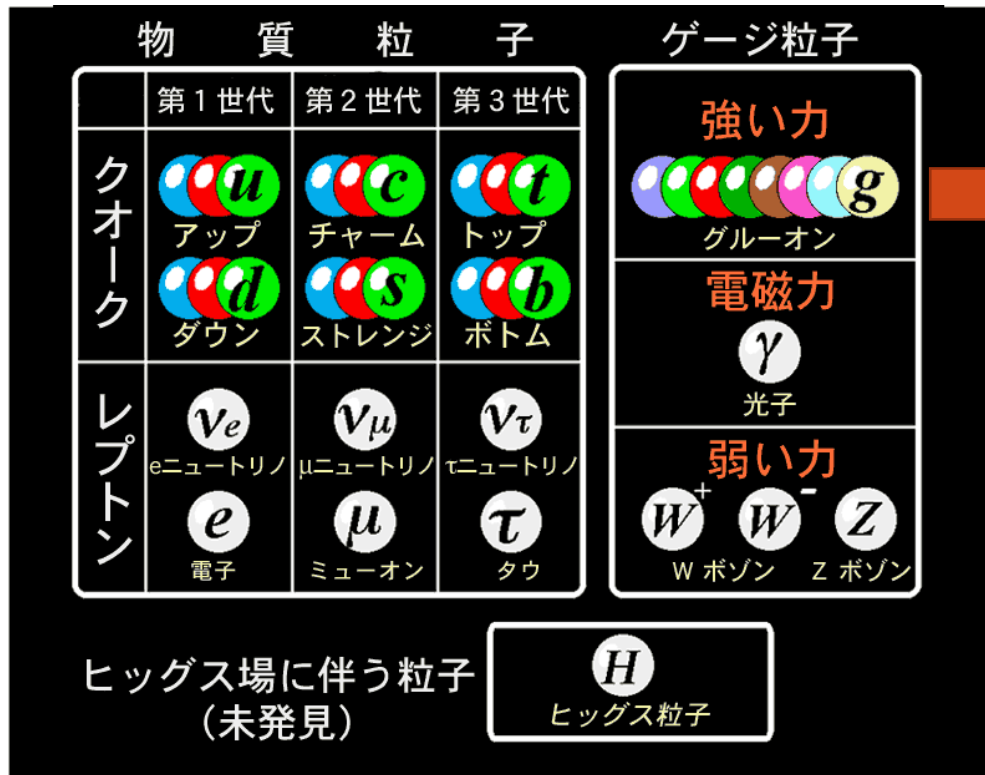 物質粒子
ゲージ粒子
第1世代 第2世代 第3世代
クオーク
u c t
アップ チャーム トップ
d s b
ダウン ストレンジ ボトム
レプトン
νe νμ ντ
eニュートリノ μニュートリノ τニュートリノ
e μ τ
電子 ミューオン タウ
強い力
g
グルーオン
電磁力
γ
光子
弱い力
W+ W- Z
W ボゾン Z ボゾン
ヒッグス場に伴う粒子
(未発見)
H
ヒッグス粒子